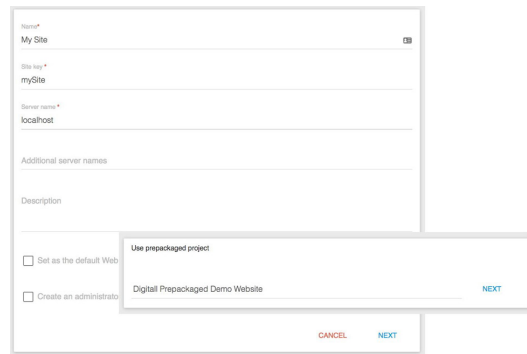 Name*
My Site
Site key *
mySite
Server name *
localhost
Additional server names
Description
Set as the default Web
Create an administrato
Use prepackaged project
Digitall Prepackaged Demo Website
NEXT
CANCEL
NEXT